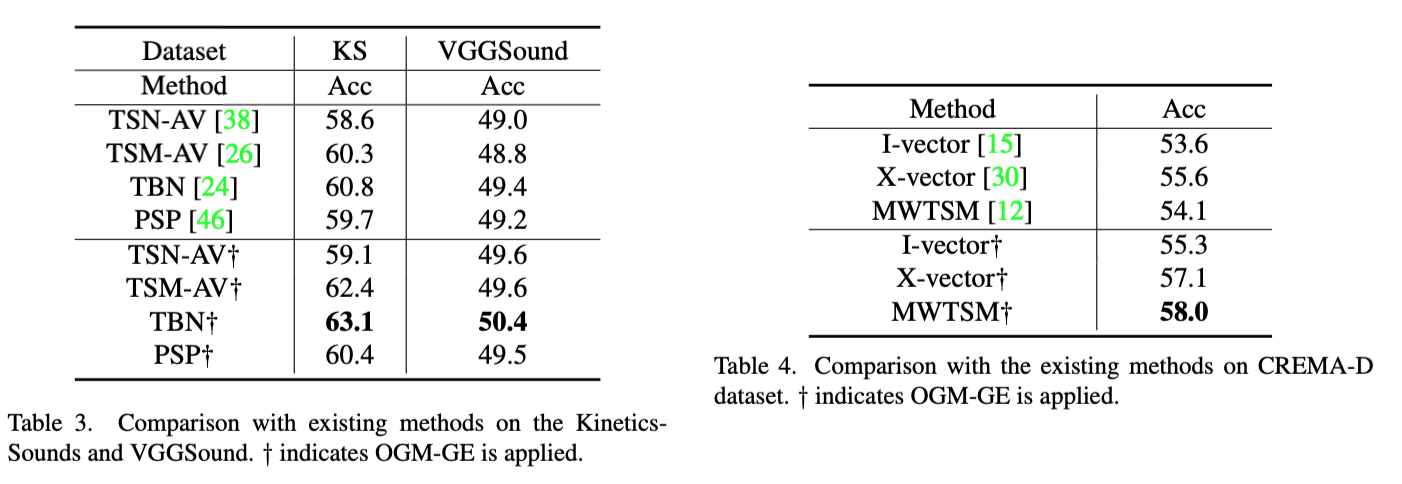 Dataset KS VGGSound
Method Acc Acc
TSN-AV [38] 58.6 49.0
TSM-AV [26] 60.3 48.8
TBN [24] 60.8 49.4
PSP [46] 59.7 49.2
TSN-AV† 59.1 49.6
TSM-AV† 62.4 49.6
TBN† 63.1 50.4
PSP† 60.4 49.5
Table 3. Comparison with existing methods on the Kinetics-
Sounds and VGGSound. † indicates OGM-GE is applied.
Method Acc
I-vector [15] 53.6
X-vector [30] 55.6
MWTSM [12] 54.1
I-vector† 55.3
X-vector† 57.1
MWTSM† 58.0
Table 4. Comparison with the existing methods on CREMA-D
dataset. † indicates OGM-GE is applied.